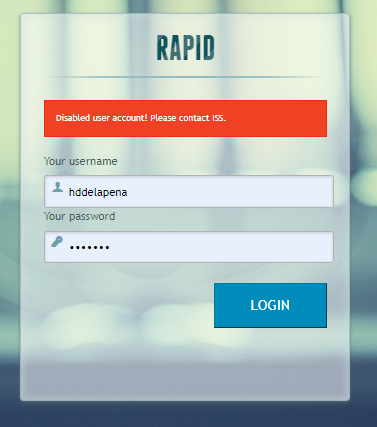 RAPID
Disabled user account! Please contact ISS.
Your username
hddelapena
Your password
•••••••
LOGIN